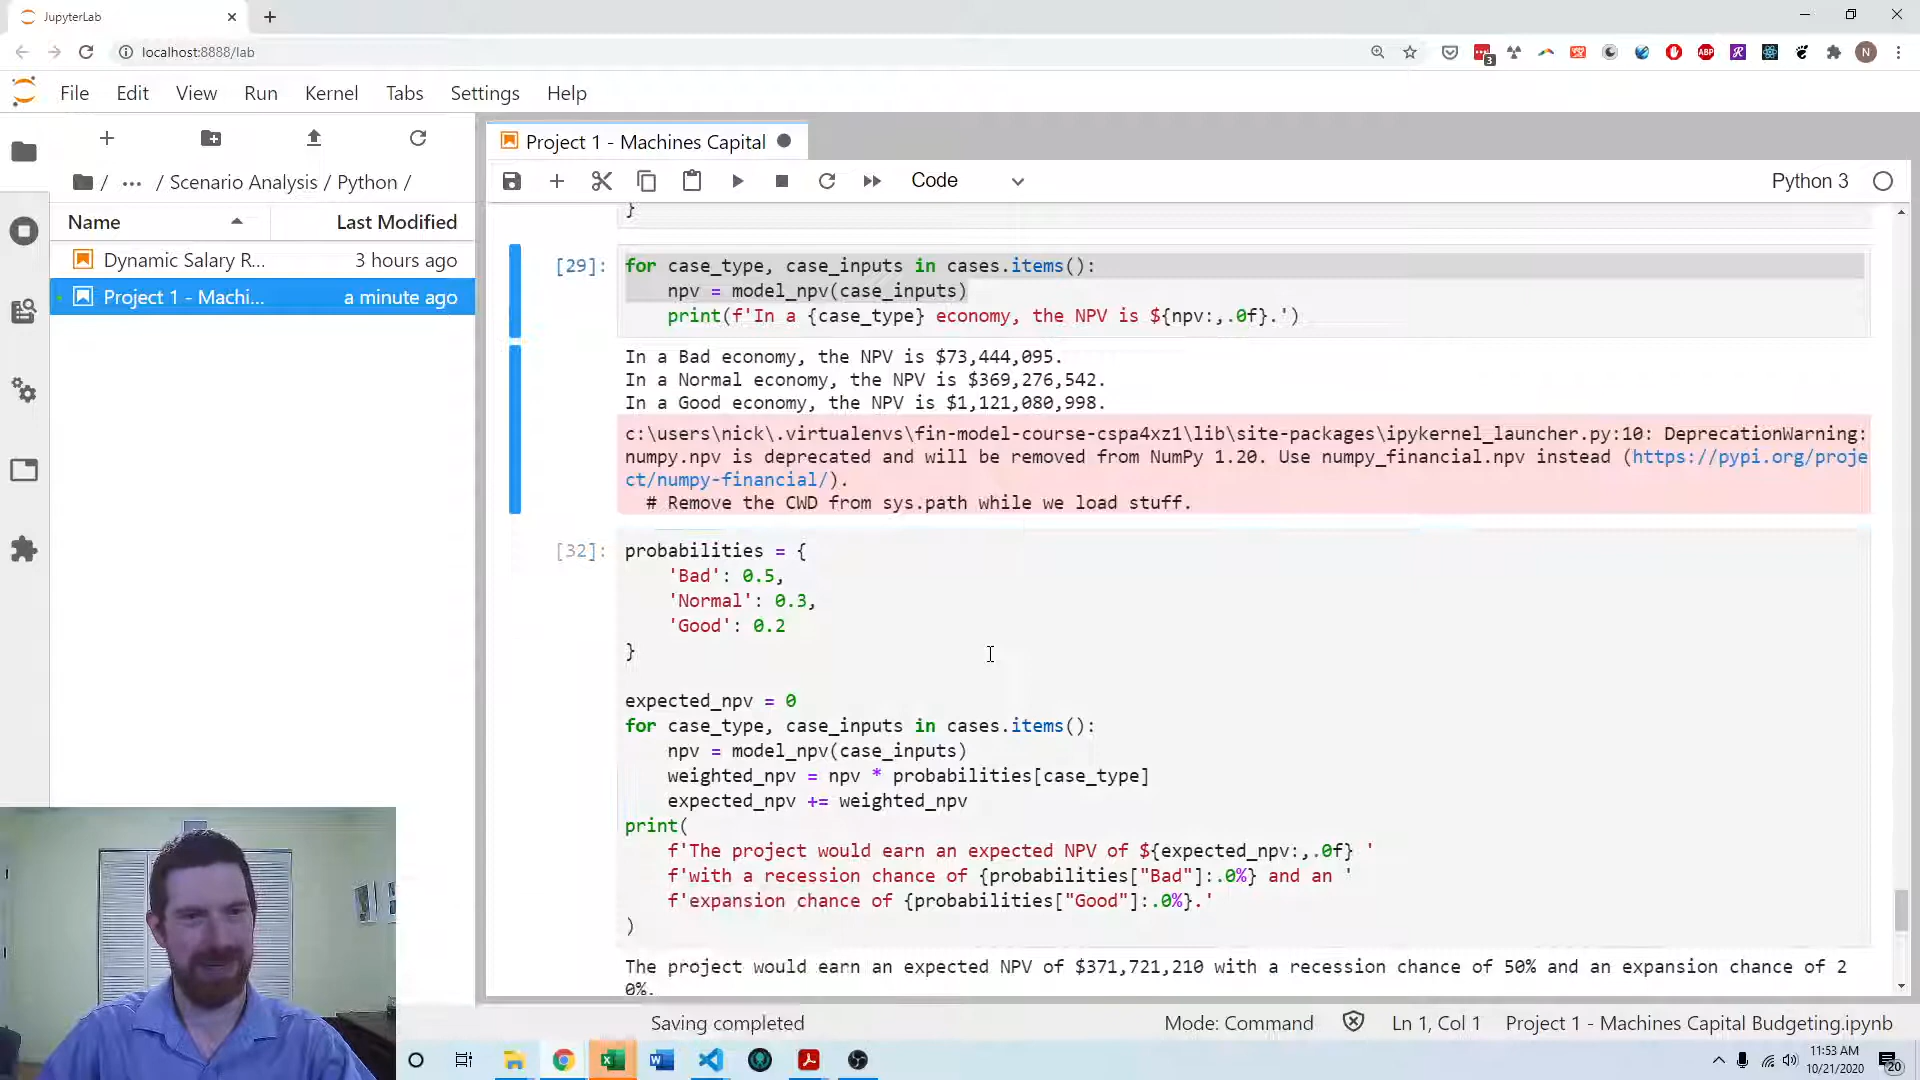 JupyterLab
localhost:8888/lab
3
N
File Edit View Run Kernel Tabs Settings Help
Project 1 - Machines Capital
/ ... / Scenario Analysis / Python /
Code
Python 3
Name Last Modified
Dynamic Salary R... 3 hours ago
Project 1 - Machi... a minute ago
}
[29]:
for case_type, case_inputs in cases.items():
npv = model_npv(case_inputs)
print(f'In a {case_type} economy, the NPV is ${npv:,.0f}.')
In a Bad economy, the NPV is $73,444,095.
In a Normal economy, the NPV is $369,276,542.
In a Good economy, the NPV is $1,121,080,998.
c:\users\nick\.virtualenvs\fin-model-course-cspa4xz1\lib\site-packages\ipykernel_launcher.py:10: DeprecationWarning:
numpy.npv is deprecated and will be removed from NumPy 1.20. Use numpy_financial.npv instead (https://pypi.org/proje
ct/numpy-financial/).
# Remove the CWD from sys.path while we load stuff.
[32]:
probabilities = {
'Bad': 0.5,
'Normal': 0.3,
'Good': 0.2
}
expected_npv = 0
for case_type, case_inputs in cases.items():
npv = model_npv(case_inputs)
weighted_npv = npv * probabilities[case_type]
expected_npv += weighted_npv
print(
f'The project would earn an expected NPV of ${expected_npv:,.0f} '
f'with a recession chance of {probabilities["Bad"]:.0%} and an '
f'expansion chance of {probabilities["Good"]:.0%}.'
)
The project would earn an expected NPV of $371,721,210 with a recession chance of 50% and an expansion chance of 2
0%.
Saving completed
Mode: Command
Ln 1, Col 1
Project 1 - Machines Capital Budgeting.ipynb
11:53 AM
10/21/2020
20